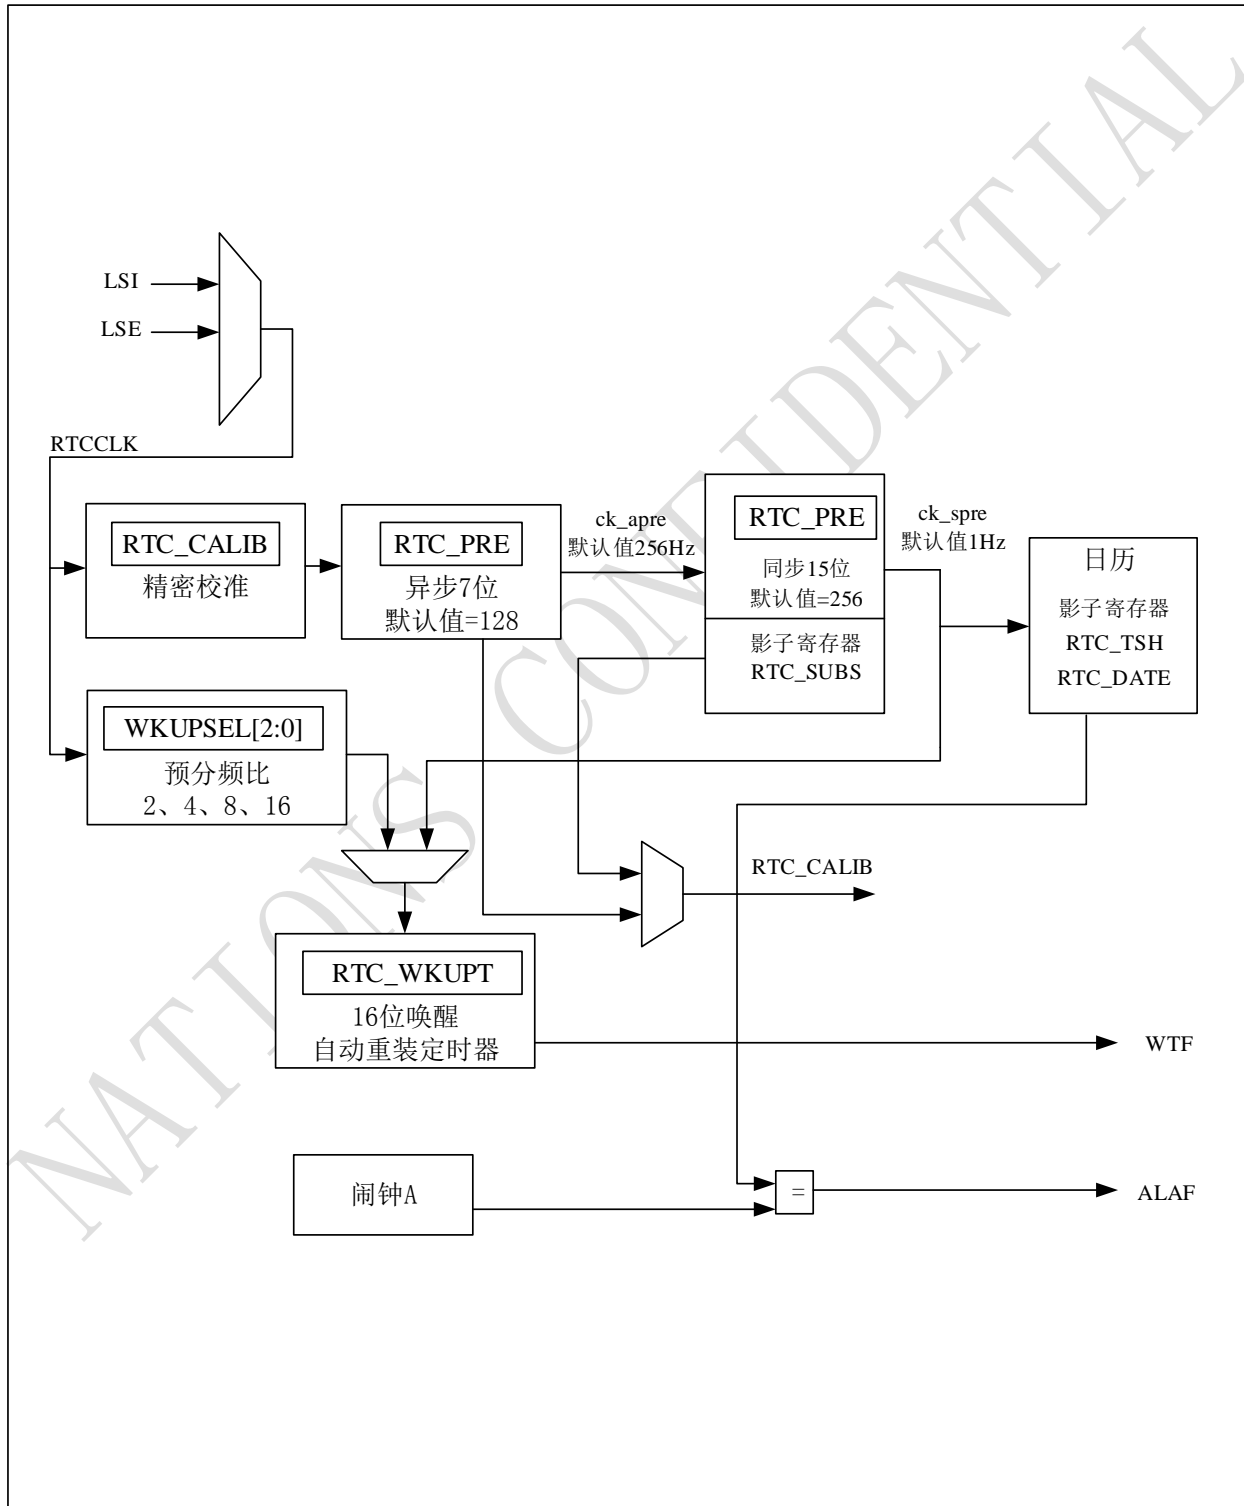 LSI
LSE
RTCCLK
RTC_CALIB
精密校准
RTC_PRE
异步7位
默认值=128
ck_apre
默认值256Hz
RTC_PRE
同步15位
默认值=256
影子寄存器
RTC_SUBS
ck_spre
默认值1Hz
日历
影子寄存器
RTC_TSH
RTC_DATE
WKUPSEL[2:0]
预分频比
2、4、8、16
RTC_CALIB
RTC_WKUPT
16位唤醒
自动重装定时器
WTF
闹钟A
=
ALAF
NATIONS CONFIDENTIAL